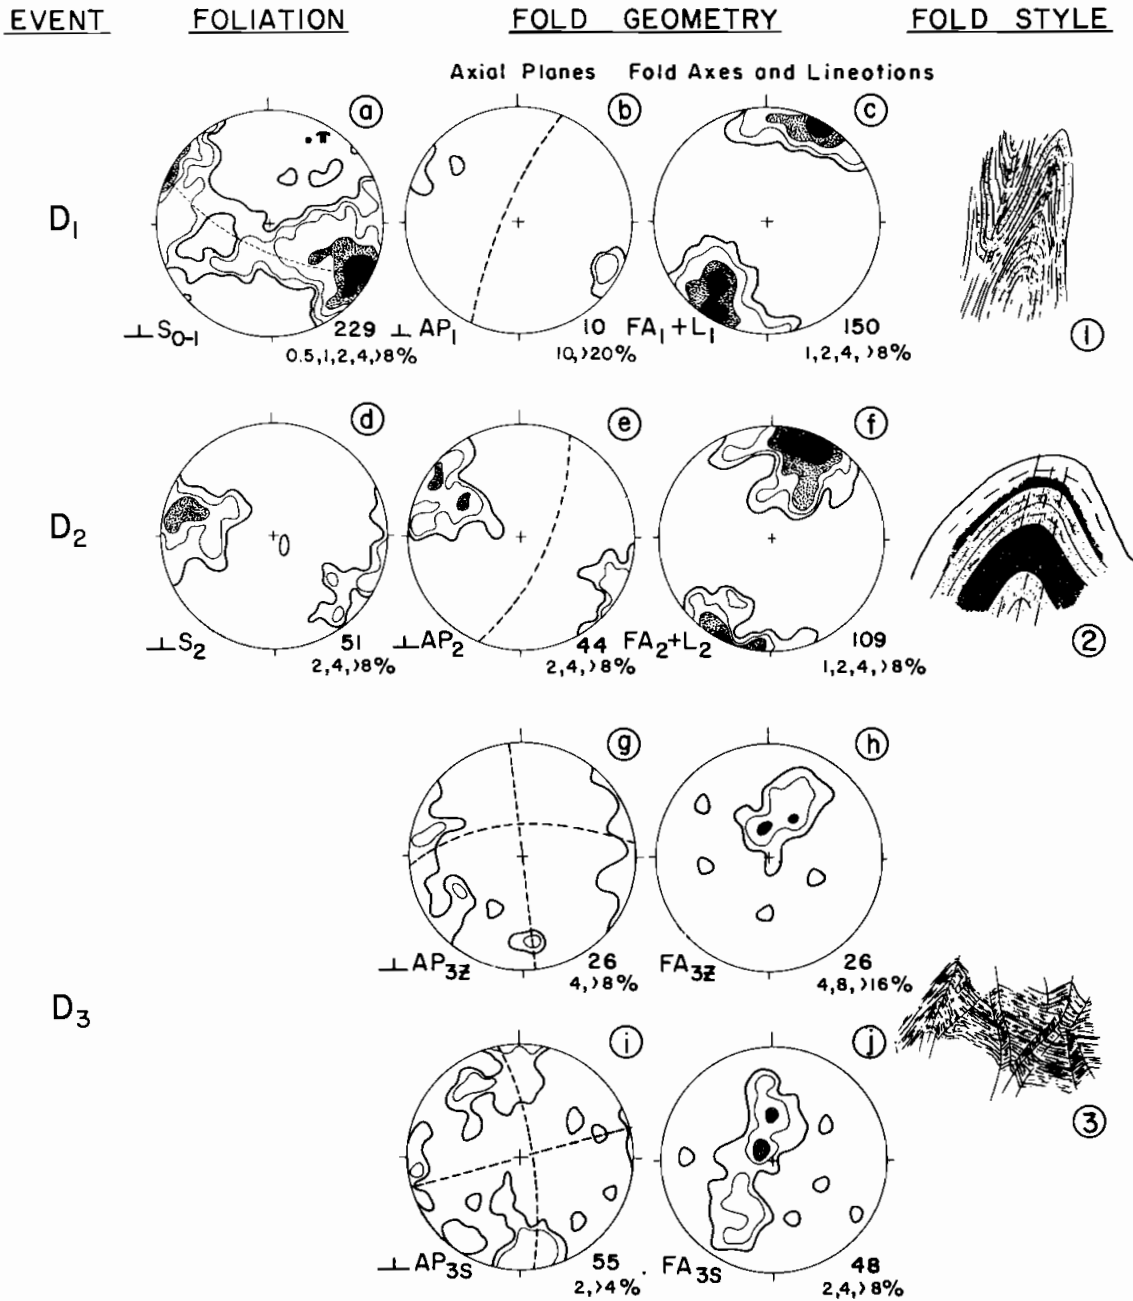 EVENT FOLIATION FOLD GEOMETRY FOLD STYLE
Axial Planes Fold Axes and Lineotions
a b c
π
D₁
⊥S₀₋₁ 229 ⊥AP₁ 10 FA₁+L₁ 150
0.5,1,2,4,>8% 10,>20% 1,2,4,>8%
1
d e f
D₂
⊥S₂ 51 ⊥AP₂ 44 FA₂+L₂ 109
2,4,>8% 2,4,>8% 1,2,4,>8%
2
g h
⊥AP₃Z 26 FA₃Z 26
4,>8% 4,8,>16%
D₃
i j
3
⊥AP₃S 55 FA₃S 48
2,>4% 2,4,>8%